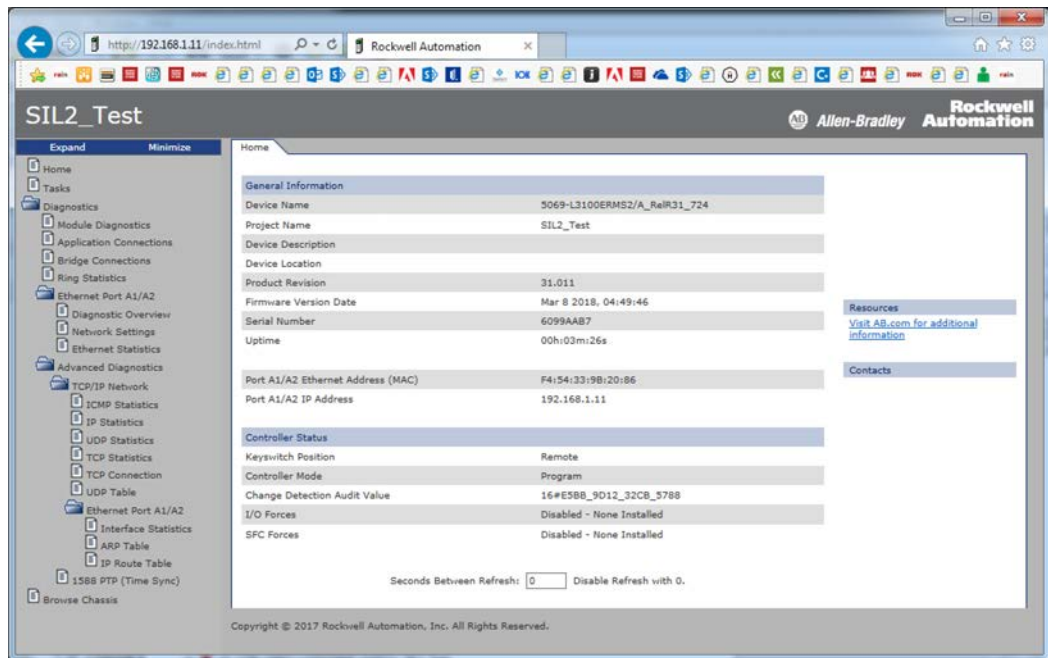 http://192.168.1.11/index.html
Rockwell Automation
SIL2_Test
Allen-Bradley
Rockwell Automation
Expand Minimize
Home
Tasks
Diagnostics
Module Diagnostics
Application Connections
Bridge Connections
Ring Statistics
Ethernet Port A1/A2
Diagnostic Overview
Network Settings
Ethernet Statistics
Advanced Diagnostics
TCP/IP Network
ICMP Statistics
IP Statistics
UDP Statistics
TCP Statistics
TCP Connection
UDP Table
Ethernet Port A1/A2
Interface Statistics
ARP Table
IP Route Table
1588 PTP (Time Sync)
Browse Chassis
Home
General Information
Device Name 5069-L3100ERMS2/A_RelR31_724
Project Name SIL2_Test
Device Description
Device Location
Product Revision 31.011
Firmware Version Date Mar 8 2018, 04:49:46
Serial Number 6099AAB7
Uptime 00h:03m:26s
Port A1/A2 Ethernet Address (MAC) F4:54:33:9B:20:86
Port A1/A2 IP Address 192.168.1.11
Controller Status
Keyswitch Position Remote
Controller Mode Program
Change Detection Audit Value 16#E5BB_9D12_32CB_5788
I/O Forces Disabled - None Installed
SFC Forces Disabled - None Installed
Seconds Between Refresh: 0 Disable Refresh with 0.
Resources
Visit AB.com for additional
information
Contacts
Copyright © 2017 Rockwell Automation, Inc. All Rights Reserved.